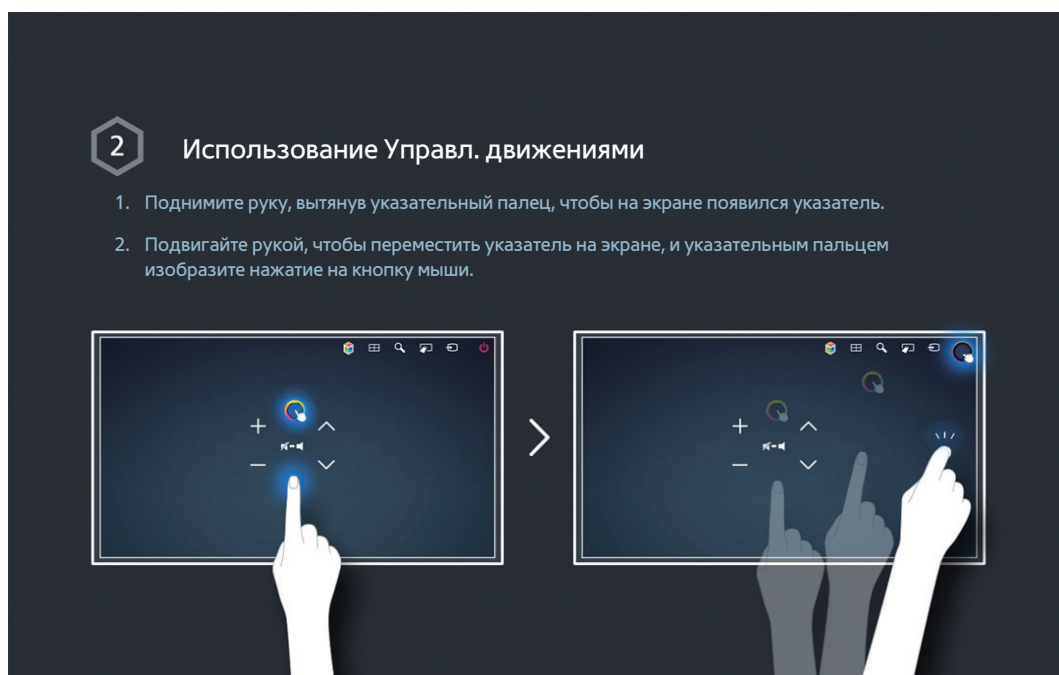 2
Использование Управл. движениями
1. Поднимите руку, вытянув указательный палец, чтобы на экране появился указатель.
2. Подвигайте рукой, чтобы переместить указатель на экране, и указательным пальцем
изобразите нажатие на кнопку мыши.